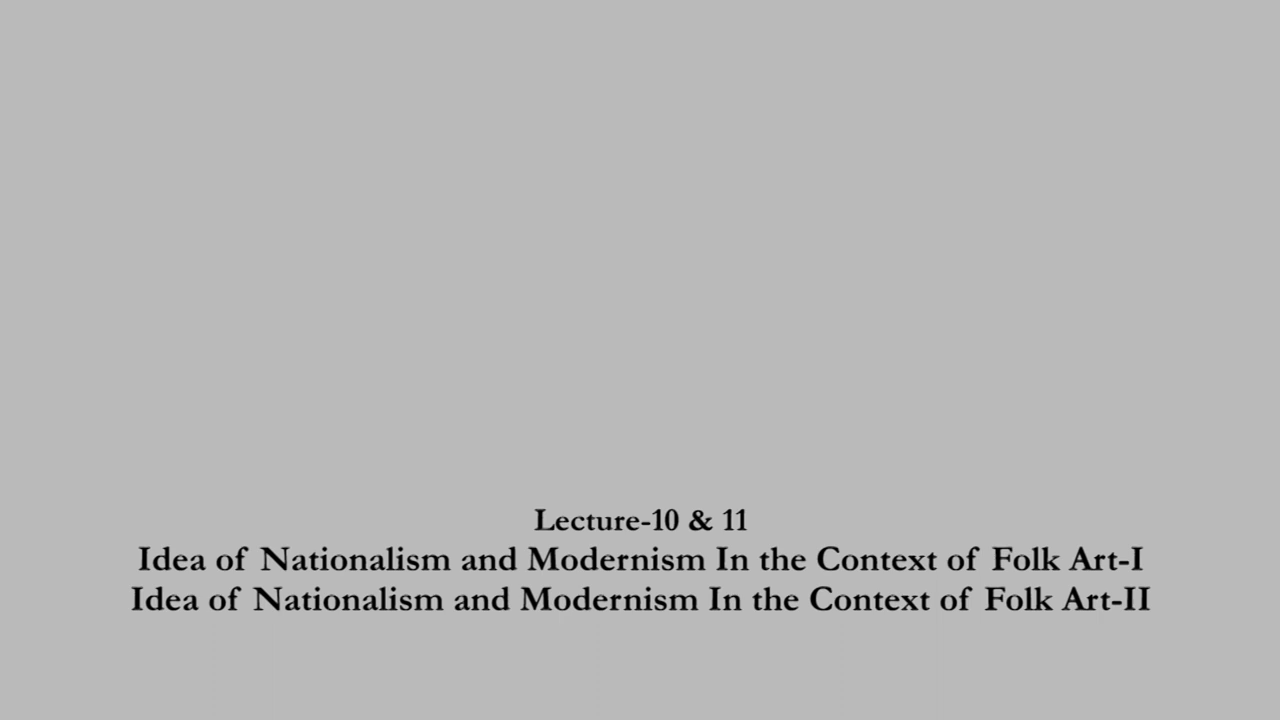 Lecture-10 & 11
Idea of Nationalism and Modernism In the Context of Folk Art-I
Idea of Nationalism and Modernism In the Context of Folk Art-II